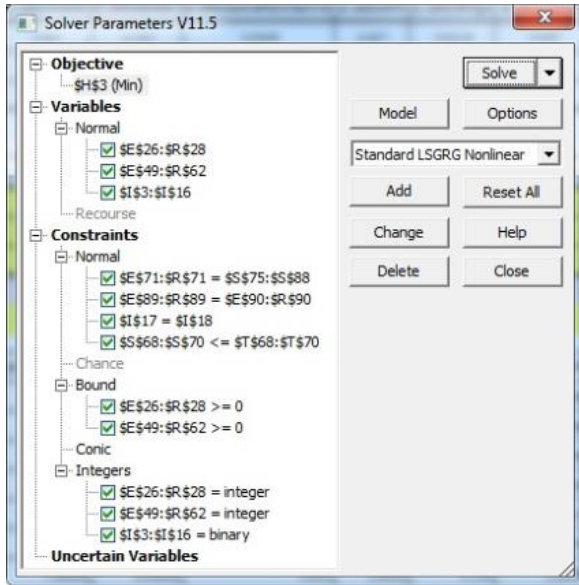 Solver Parameters V11.5
Objective
$H$3 (Min)
Variables
Normal
$E$26:$R$28
$E$49:$R$62
$I$3:$I$16
Recourse
Constraints
Normal
$E$71:$R$71 = $S$75:$S$88
$E$89:$R$89 = $E$90:$R$90
$I$17 = $I$18
$S$68:$S$70 <= $T$68:$T$70
Chance
Bound
$E$26:$R$28 >= 0
$E$49:$R$62 >= 0
Conic
Integers
$E$26:$R$28 = integer
$E$49:$R$62 = integer
$I$3:$I$16 = binary
Uncertain Variables
Solve
Model Options
Standard LSGRG Nonlinear
Add Reset All
Change Help
Delete Close